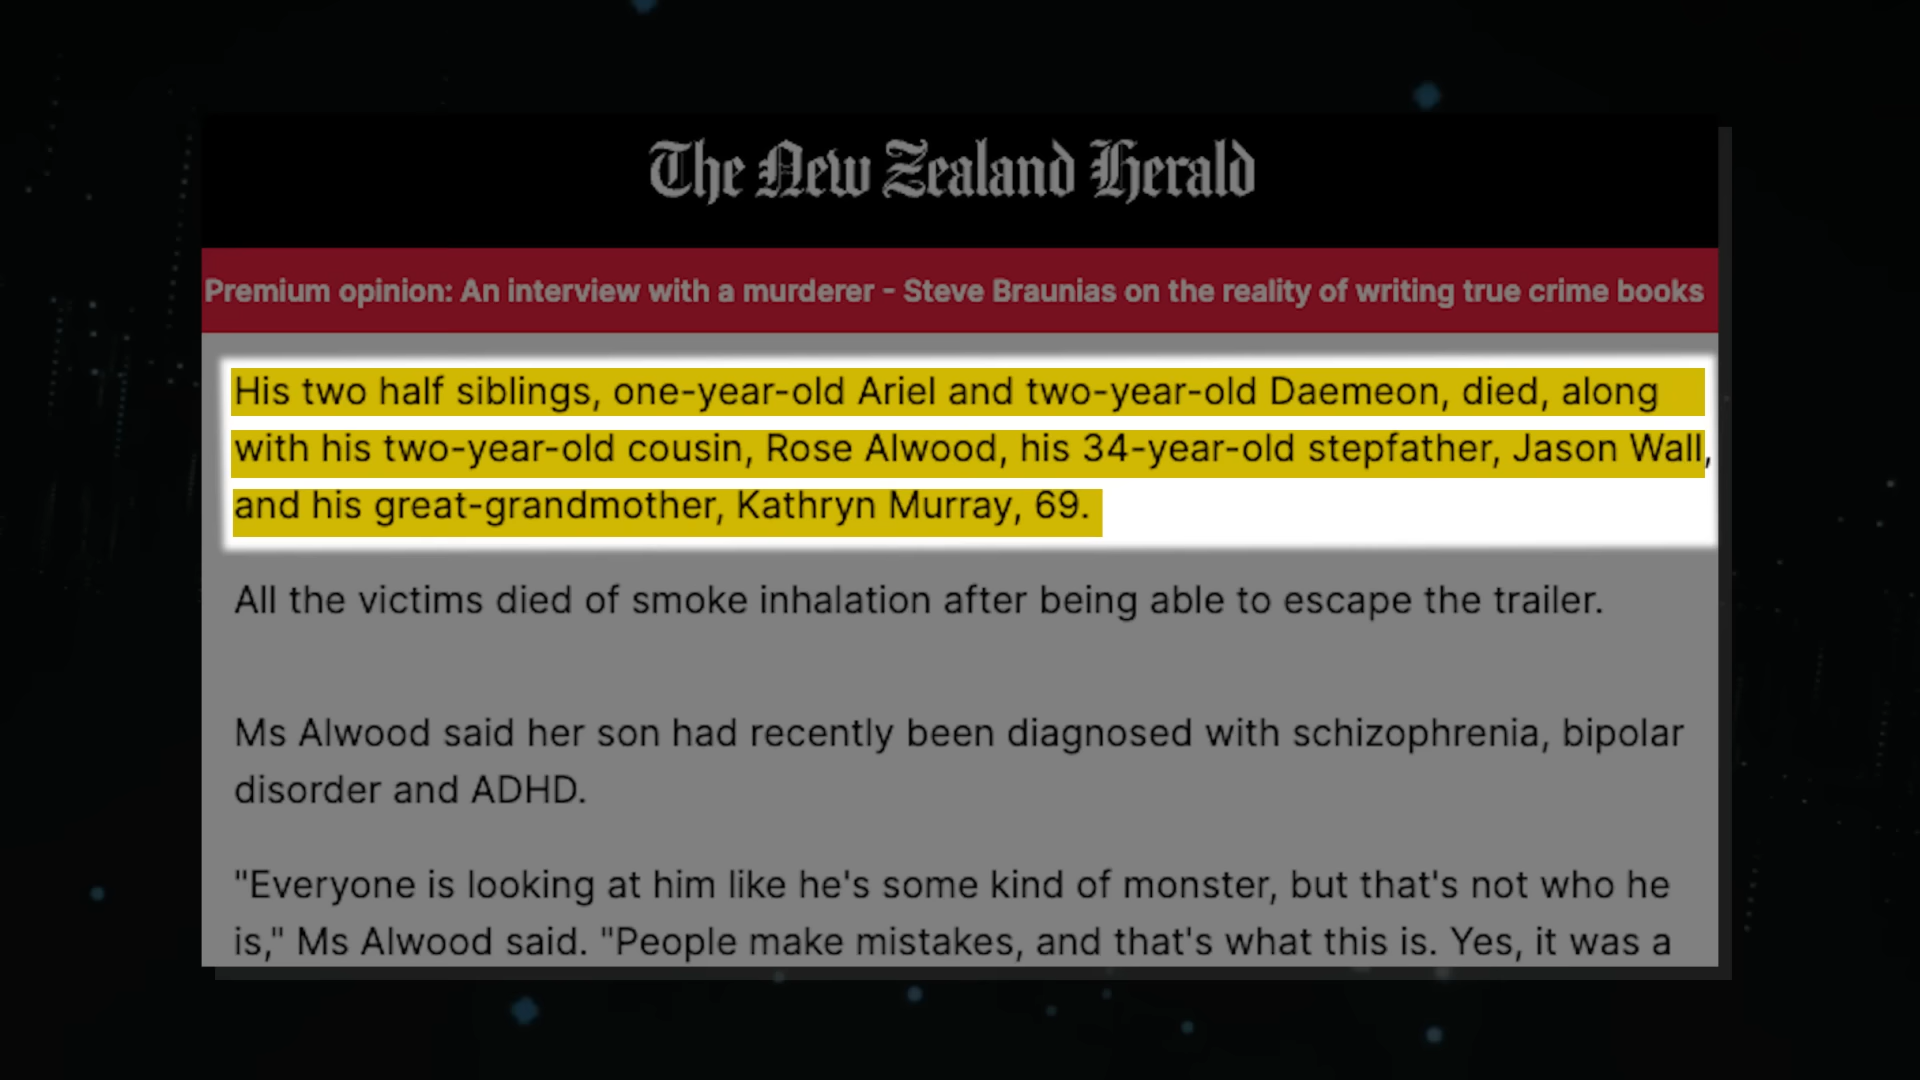 The New Zealand Herald
Premium opinion: An interview with a murderer - Steve Braunias on the reality of writing true crime books
His two half siblings, one-year-old Ariel and two-year-old Daemeon, died, along
with his two-year-old cousin, Rose Alwood, his 34-year-old stepfather, Jason Wall,
and his great-grandmother, Kathryn Murray, 69.
All the victims died of smoke inhalation after being able to escape the trailer.
Ms Alwood said her son had recently been diagnosed with schizophrenia, bipolar
disorder and ADHD.
"Everyone is looking at him like he's some kind of monster, but that's not who he
is," Ms Alwood said. "People make mistakes, and that's what this is. Yes, it was a